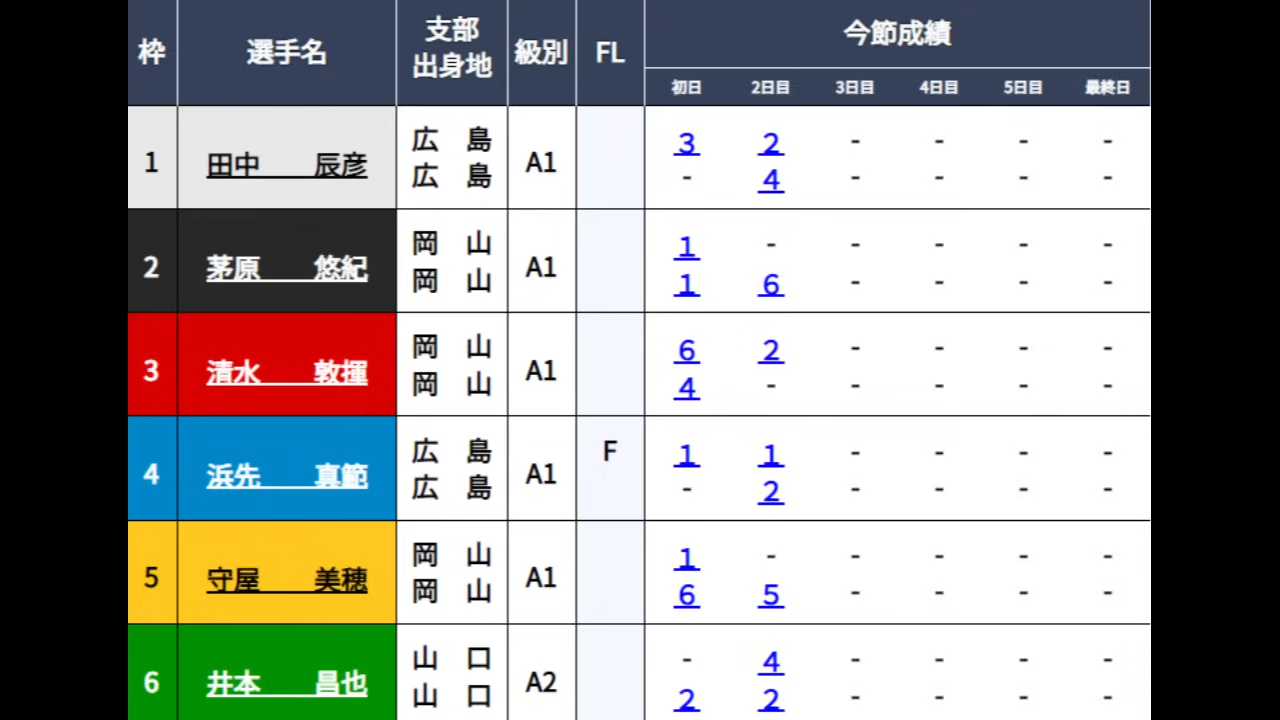 枠 選手名 支部 出身地 級別 FL 今節成績
初日 2日目 3日目 4日目 5日目 最終日
1 田中 辰彦 広 島 A1 3 2 - - - -
広 島 - 4 - - - -
2 茅原 悠紀 岡 山 A1 1 - - - - -
岡 山 1 6 - - - -
3 清水 敦揮 岡 山 A1 6 2 - - - -
岡 山 4 - - - - -
4 浜先 真範 広 島 A1 F 1 1 - - - -
広 島 - 2 - - - -
5 守屋 美穂 岡 山 A1 1 - - - - -
岡 山 6 5 - - - -
6 井本 昌也 山 口 A2 - 4 - - - -
山 口 2 2 - - - -